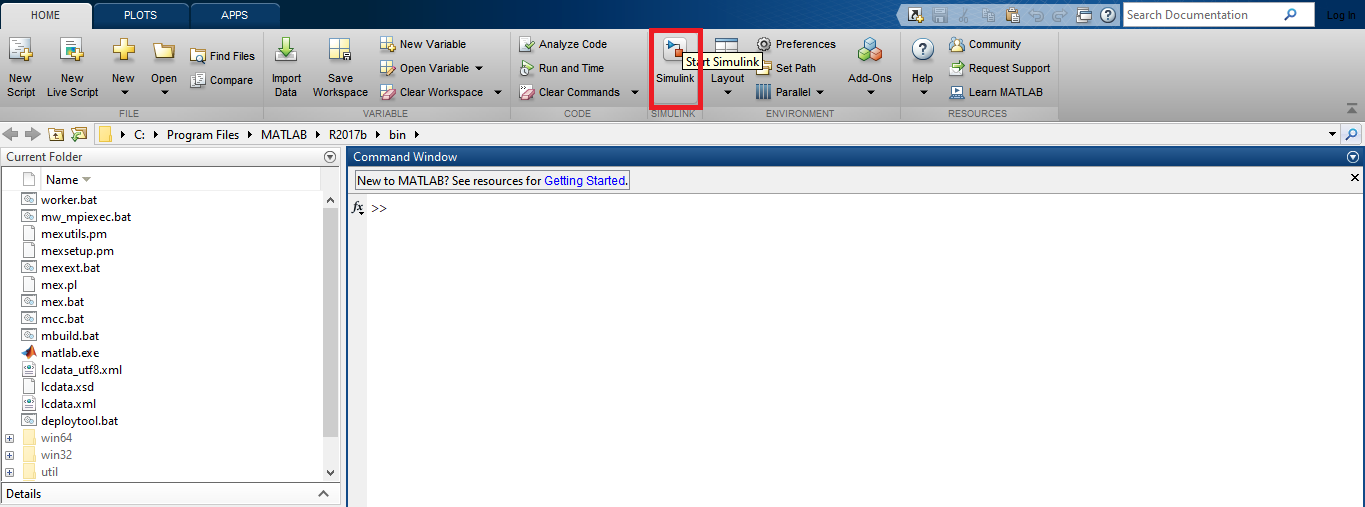 HOME PLOTS APPS Search Documentation Log In
New Script
New Live Script
New
Open
Find Files
Compare
FILE
Import Data
Save Workspace
New Variable
Open Variable
Clear Workspace
VARIABLE
Analyze Code
Run and Time
Clear Commands
CODE
Simulink
Start Simulink
SIMULINK
Layout
Preferences
Set Path
Parallel
Add-Ons
ENVIRONMENT
Help
Community
Request Support
Learn MATLAB
RESOURCES
C: Program Files MATLAB R2017b bin
Current Folder
Name
worker.bat
mw_mpiexec.bat
mexutils.pm
mexsetup.pm
mexext.bat
mex.pl
mex.bat
mcc.bat
mbuild.bat
matlab.exe
lcdata_utf8.xml
lcdata.xsd
lcdata.xml
deploytool.bat
win64
win32
util
Details
Command Window
New to MATLAB? See resources for Getting Started.
fx >>